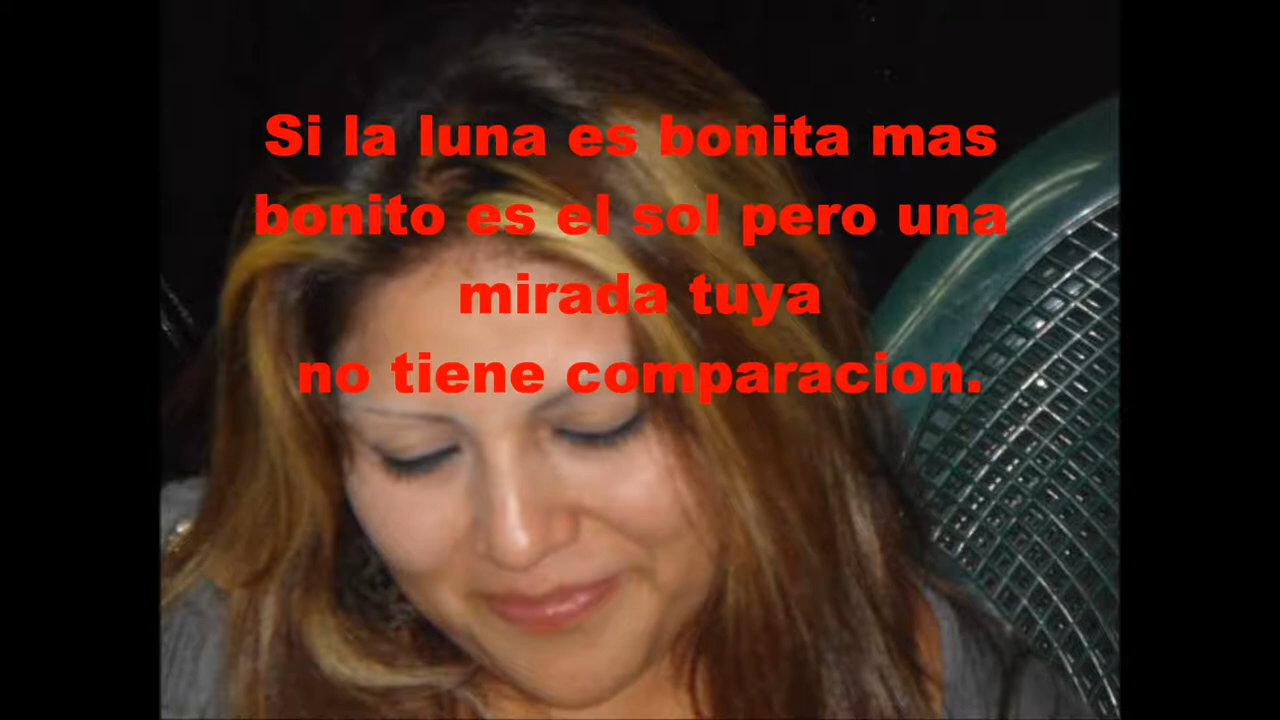 Si la luna es bonita mas
bonito es el sol pero una
mirada tuya
no tiene comparacion.